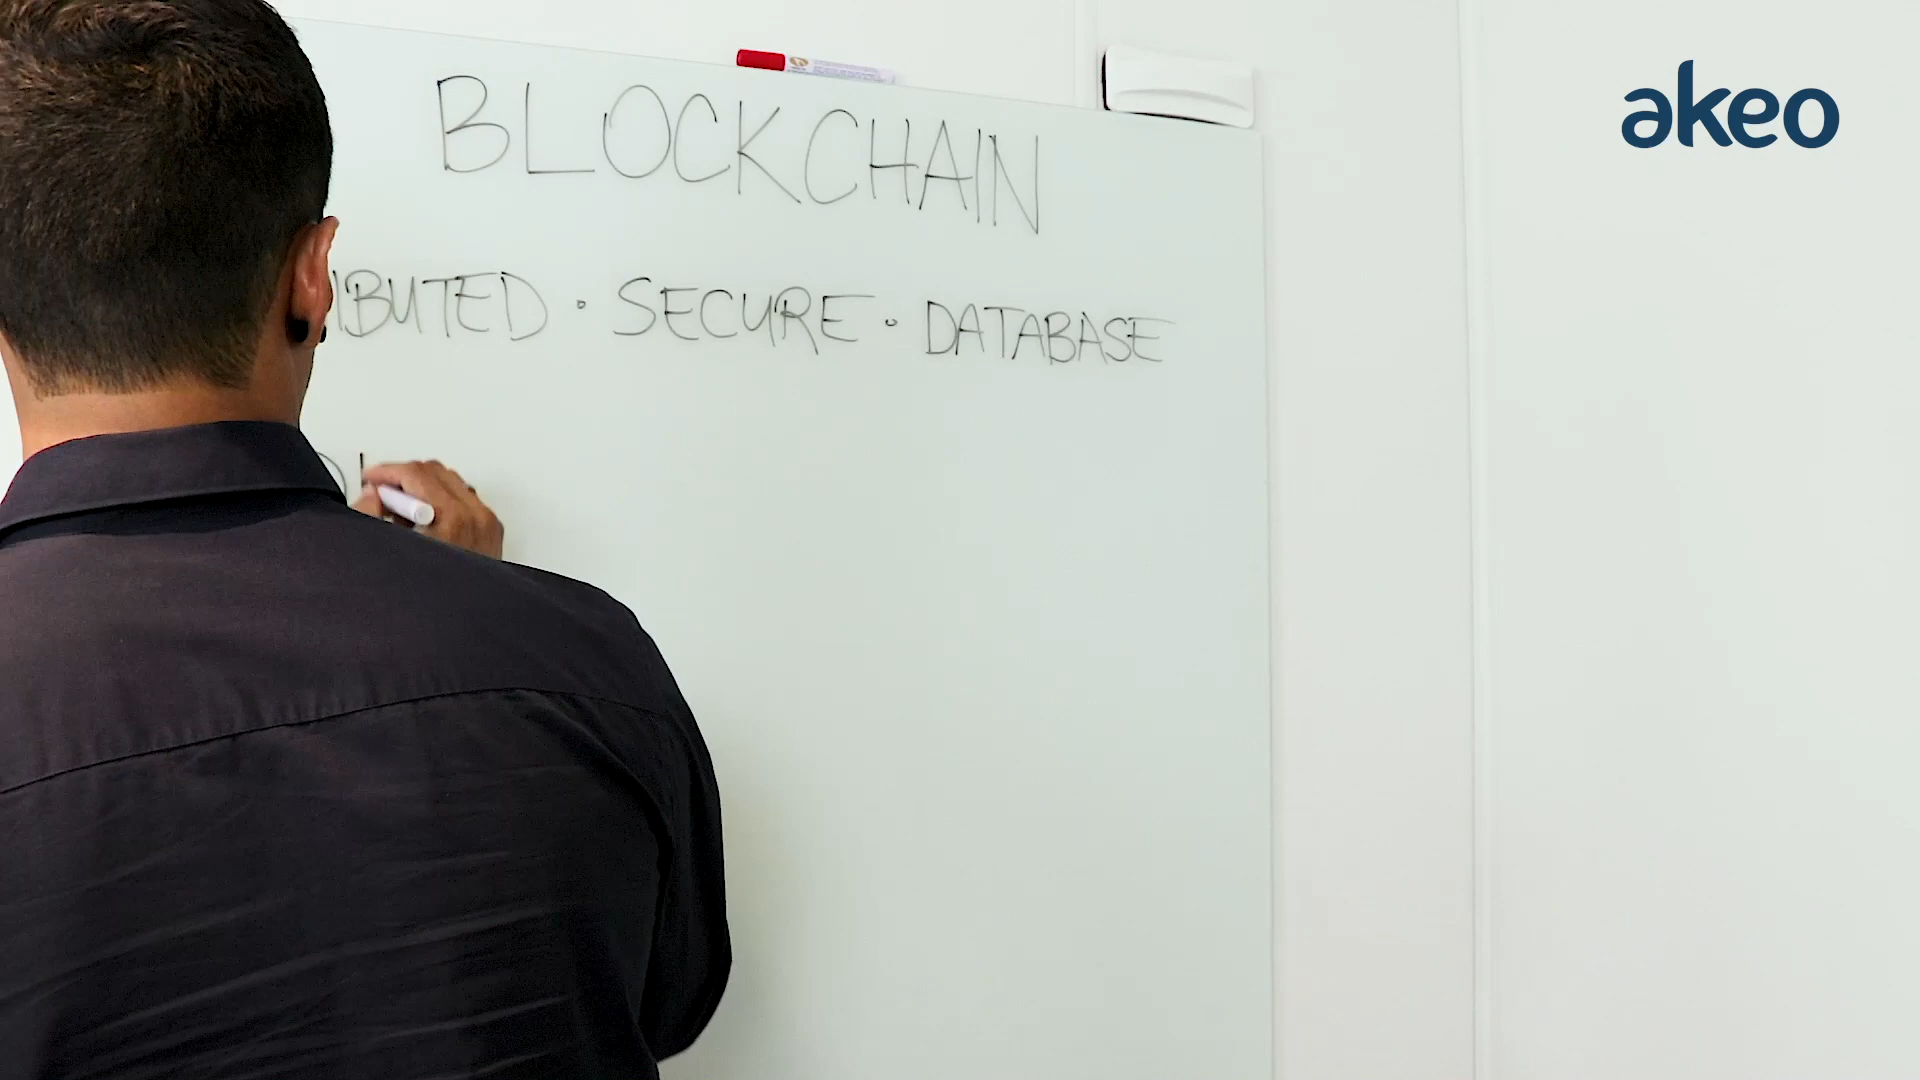 akeo
BLOCKCHAIN
IBUTED • SECURE • DATABASE